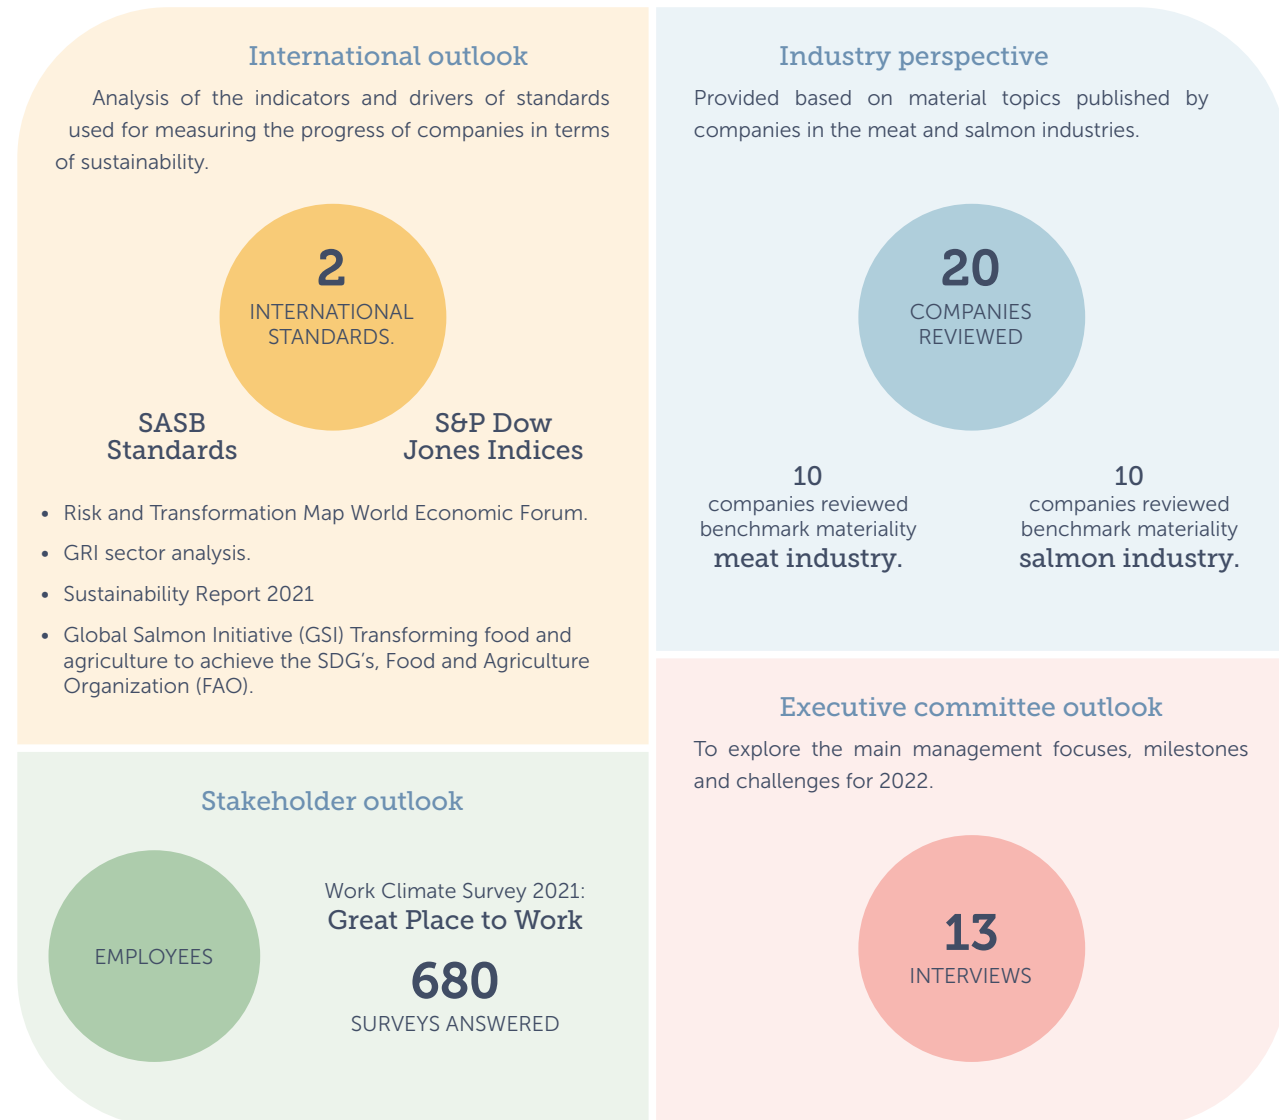 International outlook
Analysis of the indicators and drivers of standards
used for measuring the progress of companies in terms
of sustainability.
2
INTERNATIONAL
STANDARDS.
SASB
Standards
S&P Dow
Jones Indices
• Risk and Transformation Map World Economic Forum.
• GRI sector analysis.
• Sustainability Report 2021
• Global Salmon Initiative (GSI) Transforming food and
agriculture to achieve the SDG's, Food and Agriculture
Organization (FAO).
Industry perspective
Provided based on material topics published by
companies in the meat and salmon industries.
20
COMPANIES
REVIEWED
10
companies reviewed
benchmark materiality
meat industry.
10
companies reviewed
benchmark materiality
salmon industry.
Stakeholder outlook
EMPLOYEES
Work Climate Survey 2021:
Great Place to Work
680
SURVEYS ANSWERED
Executive committee outlook
To explore the main management focuses, milestones
and challenges for 2022.
13
INTERVIEWS